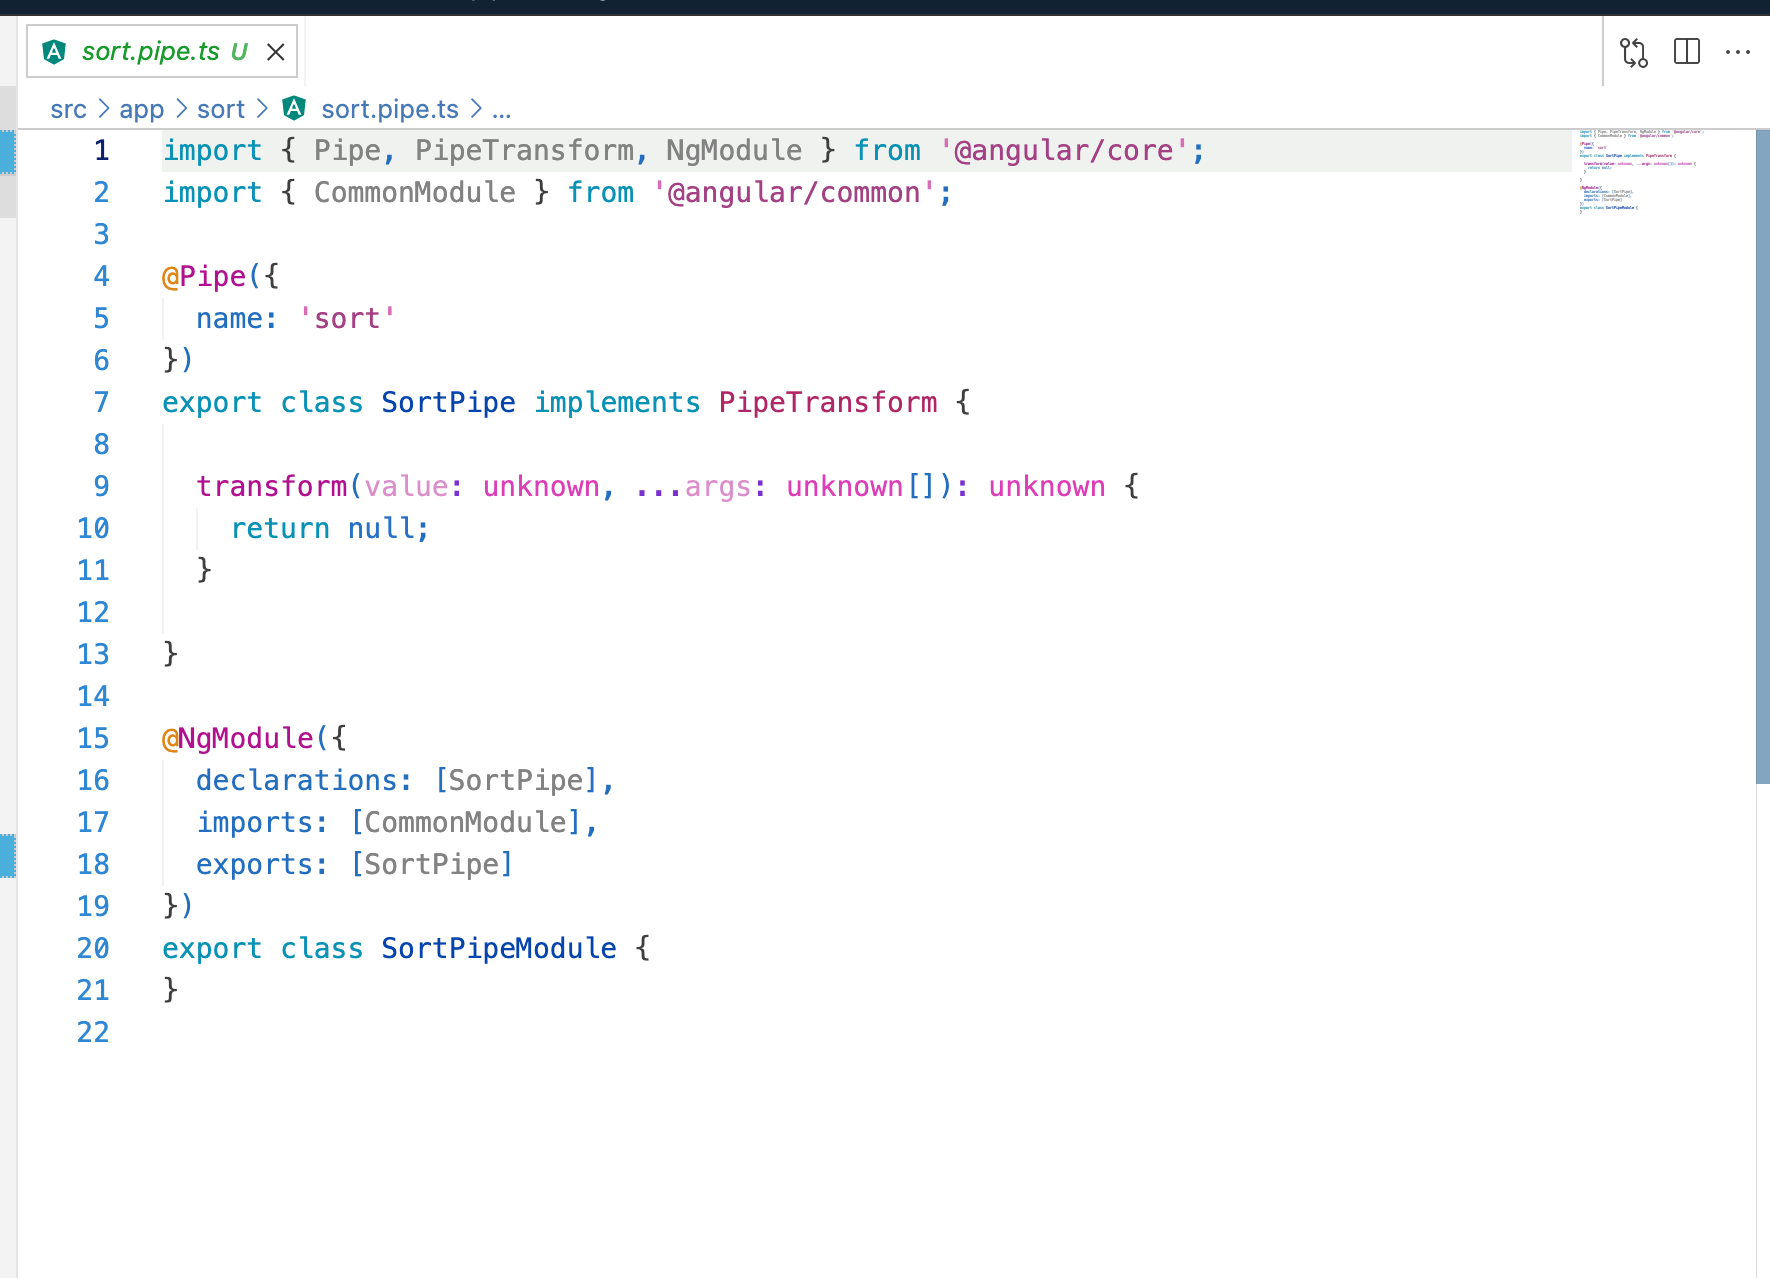 sort.pipe.ts U
src > app > sort > sort.pipe.ts > ...
1 import { Pipe, PipeTransform, NgModule } from '@angular/core';
2 import { CommonModule } from '@angular/common';
3
4 @Pipe({
5   name: 'sort'
6 })
7 export class SortPipe implements PipeTransform {
8
9   transform(value: unknown, ...args: unknown[]): unknown {
10     return null;
11   }
12
13 }
14
15 @NgModule({
16   declarations: [SortPipe],
17   imports: [CommonModule],
18   exports: [SortPipe]
19 })
20 export class SortPipeModule {
21 }
22